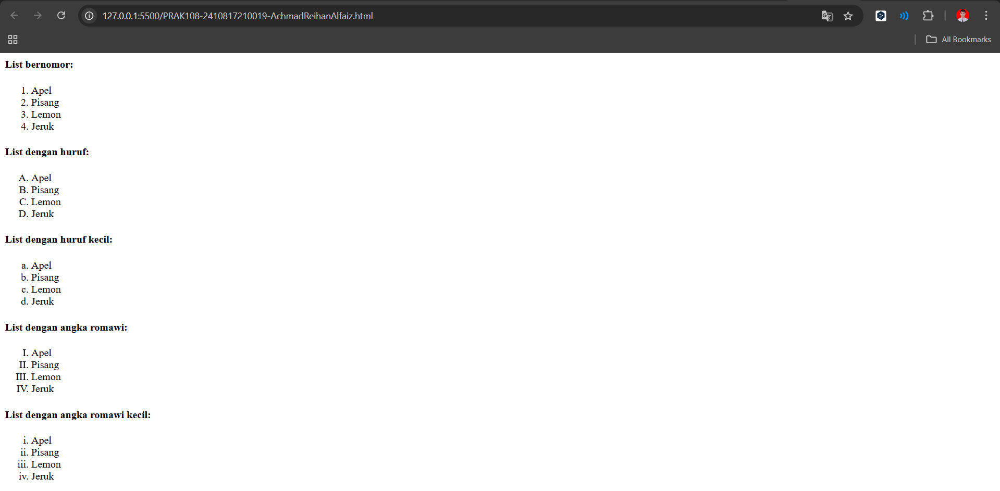 127.0.0.1:5500/PRAK108-2410817210019-AchmadReihanAlfaiz.html
All Bookmarks
List bernomor:
1. Apel
2. Pisang
3. Lemon
4. Jeruk
List dengan huruf:
A. Apel
B. Pisang
C. Lemon
D. Jeruk
List dengan huruf kecil:
a. Apel
b. Pisang
c. Lemon
d. Jeruk
List dengan angka romawi:
I. Apel
II. Pisang
III. Lemon
IV. Jeruk
List dengan angka romawi kecil:
i. Apel
ii. Pisang
iii. Lemon
iv. Jeruk